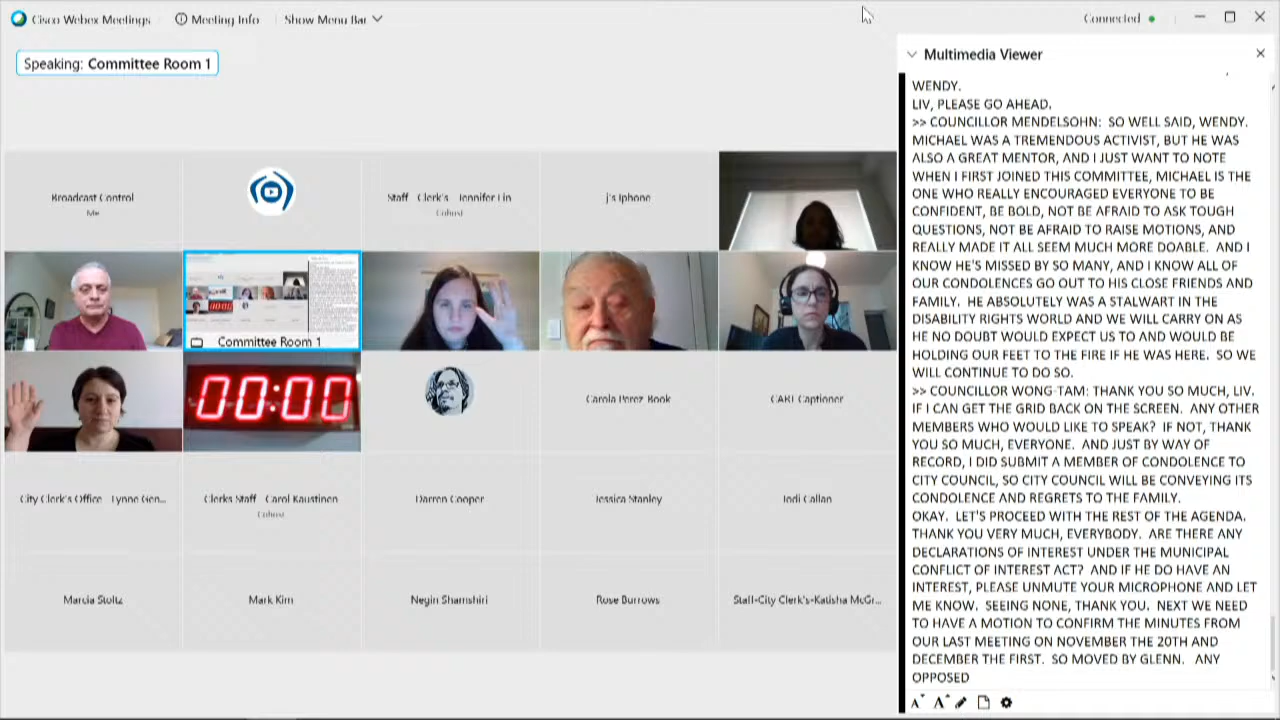 Cisco Webex Meetings
Meeting Info
Show Menu Bar
Connected
Speaking: Committee Room 1
Multimedia Viewer
Broadcast Control
Me
Staff - Clerk's - Jennifer Lin
Cohost
j's Iphone
Committee Room 1
00:00
Carola Perez-Book
CART Captioner
City Clerk's Office - Lynne Gen...
Clerks Staff - Carol Kaustinen
Cohost
Darren Cooper
Jessica Stanley
Jodi Callan
Marcia Stoltz
Mark Kim
Negin Shamshiri
Rose Burrows
Staff-City Clerk's-Katisha McGr...
WENDY.
LIV, PLEASE GO AHEAD.
>> COUNCILLOR MENDELSOHN: SO WELL SAID, WENDY.
MICHAEL WAS A TREMENDOUS ACTIVIST, BUT HE WAS
ALSO A GREAT MENTOR, AND I JUST WANT TO NOTE
WHEN I FIRST JOINED THIS COMMITTEE, MICHAEL IS THE
ONE WHO REALLY ENCOURAGED EVERYONE TO BE
CONFIDENT, BE BOLD, NOT BE AFRAID TO ASK TOUGH
QUESTIONS, NOT BE AFRAID TO RAISE MOTIONS, AND
REALLY MADE IT ALL SEEM MUCH MORE DOABLE. AND I
KNOW HE'S MISSED BY SO MANY, AND I KNOW ALL OF
OUR CONDOLENCES GO OUT TO HIS CLOSE FRIENDS AND
FAMILY. HE ABSOLUTELY WAS A STALWART IN THE
DISABILITY RIGHTS WORLD AND WE WILL CARRY ON AS
HE NO DOUBT WOULD EXPECT US TO AND WOULD BE
HOLDING OUR FEET TO THE FIRE IF HE WAS HERE. SO WE
WILL CONTINUE TO DO SO.
>> COUNCILLOR WONG-TAM: THANK YOU SO MUCH, LIV.
IF I CAN GET THE GRID BACK ON THE SCREEN. ANY OTHER
MEMBERS WHO WOULD LIKE TO SPEAK? IF NOT, THANK
YOU SO MUCH, EVERYONE. AND JUST BY WAY OF
RECORD, I DID SUBMIT A MEMBER OF CONDOLENCE TO
CITY COUNCIL, SO CITY COUNCIL WILL BE CONVEYING ITS
CONDOLENCE AND REGRETS TO THE FAMILY.
OKAY. LET'S PROCEED WITH THE REST OF THE AGENDA.
THANK YOU VERY MUCH, EVERYBODY. ARE THERE ANY
DECLARATIONS OF INTEREST UNDER THE MUNICIPAL
CONFLICT OF INTEREST ACT? AND IF HE DO HAVE AN
INTEREST, PLEASE UNMUTE YOUR MICROPHONE AND LET
ME KNOW. SEEING NONE, THANK YOU. NEXT WE NEED
TO HAVE A MOTION TO CONFIRM THE MINUTES FROM
OUR LAST MEETING ON NOVEMBER THE 20TH AND
DECEMBER THE FIRST. SO MOVED BY GLENN. ANY
OPPOSED